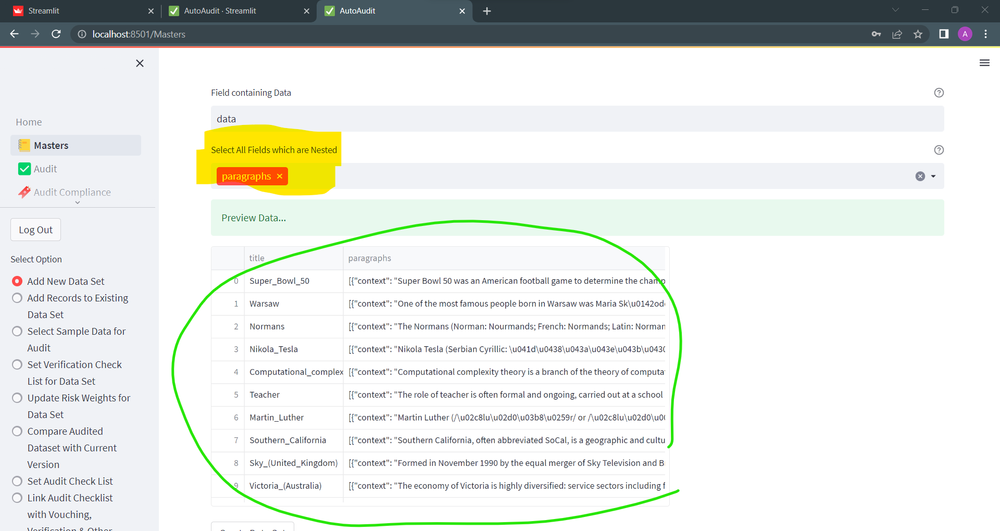 Streamlit
AutoAudit · Streamlit
AutoAudit
localhost:8501/Masters
A
Home
Masters
Audit
Audit Compliance
Log Out
Select Option
Add New Data Set
Add Records to Existing
Data Set
Select Sample Data for
Audit
Set Verification Check
List for Data Set
Update Risk Weights for
Data Set
Compare Audited
Dataset with Current
Version
Set Audit Check List
Link Audit Checklist
with Vouching,
Verification & Other
Field containing Data
data
Select All Fields which are Nested
paragraphs
Preview Data...
title paragraphs
0 Super_Bowl_50 [{"context": "Super Bowl 50 was an American football game to determine the champ
1 Warsaw [{"context": "One of the most famous people born in Warsaw was Maria Sk\u0142od
2 Normans [{"context": "The Normans (Norman: Nourmands; French: Normands; Latin: Norman
3 Nikola_Tesla [{"context": "Nikola Tesla (Serbian Cyrillic: \u041d\u0438\u043a\u043e\u043b\u0430
4 Computational_complex [{"context": "Computational complexity theory is a branch of the theory of computa
5 Teacher [{"context": "The role of teacher is often formal and ongoing, carried out at a school
6 Martin_Luther [{"context": "Martin Luther (/\u02c8lu\u02d0\u03b8\u0259r/ or /\u02c8lu\u02d0\u00
7 Southern_California [{"context": "Southern California, often abbreviated SoCal, is a geographic and cultu
8 Sky_(United_Kingdom) [{"context": "Formed in November 1990 by the equal merger of Sky Television and B
9 Victoria_(Australia) [{"context": "The economy of Victoria is highly diversified: service sectors including f